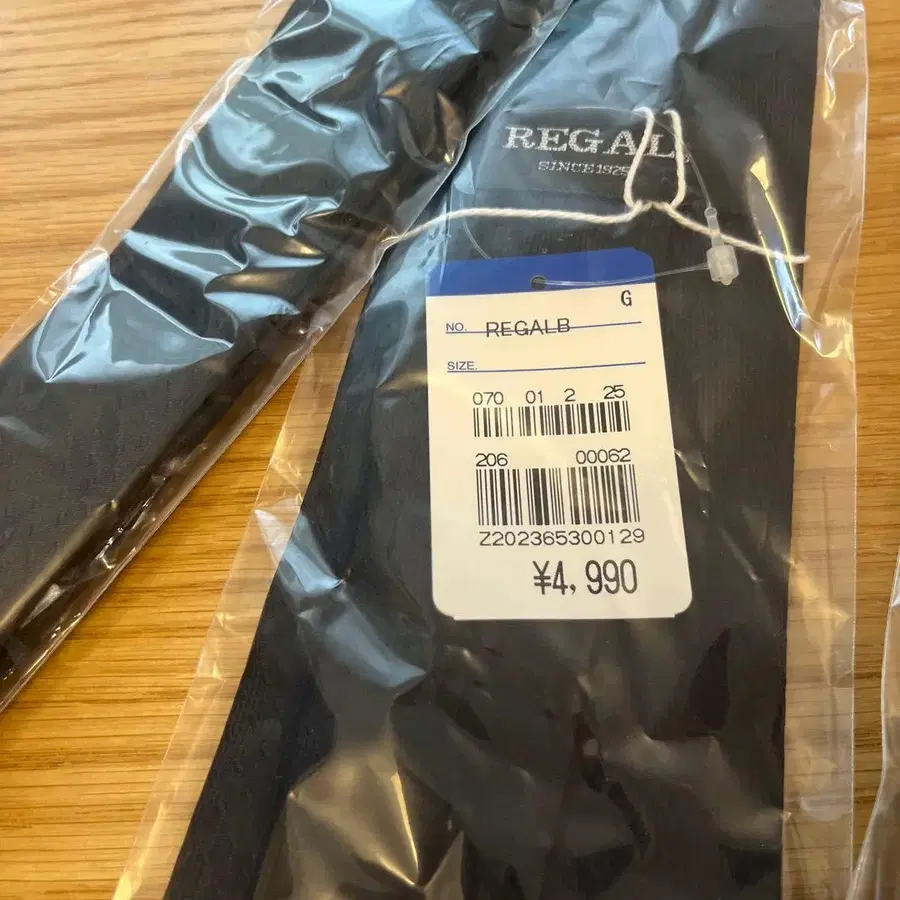 REGAL
SINCE1925
G
NO. REGALB
SIZE.
070 01 2 25
206 00062
Z202365300129
¥4,990